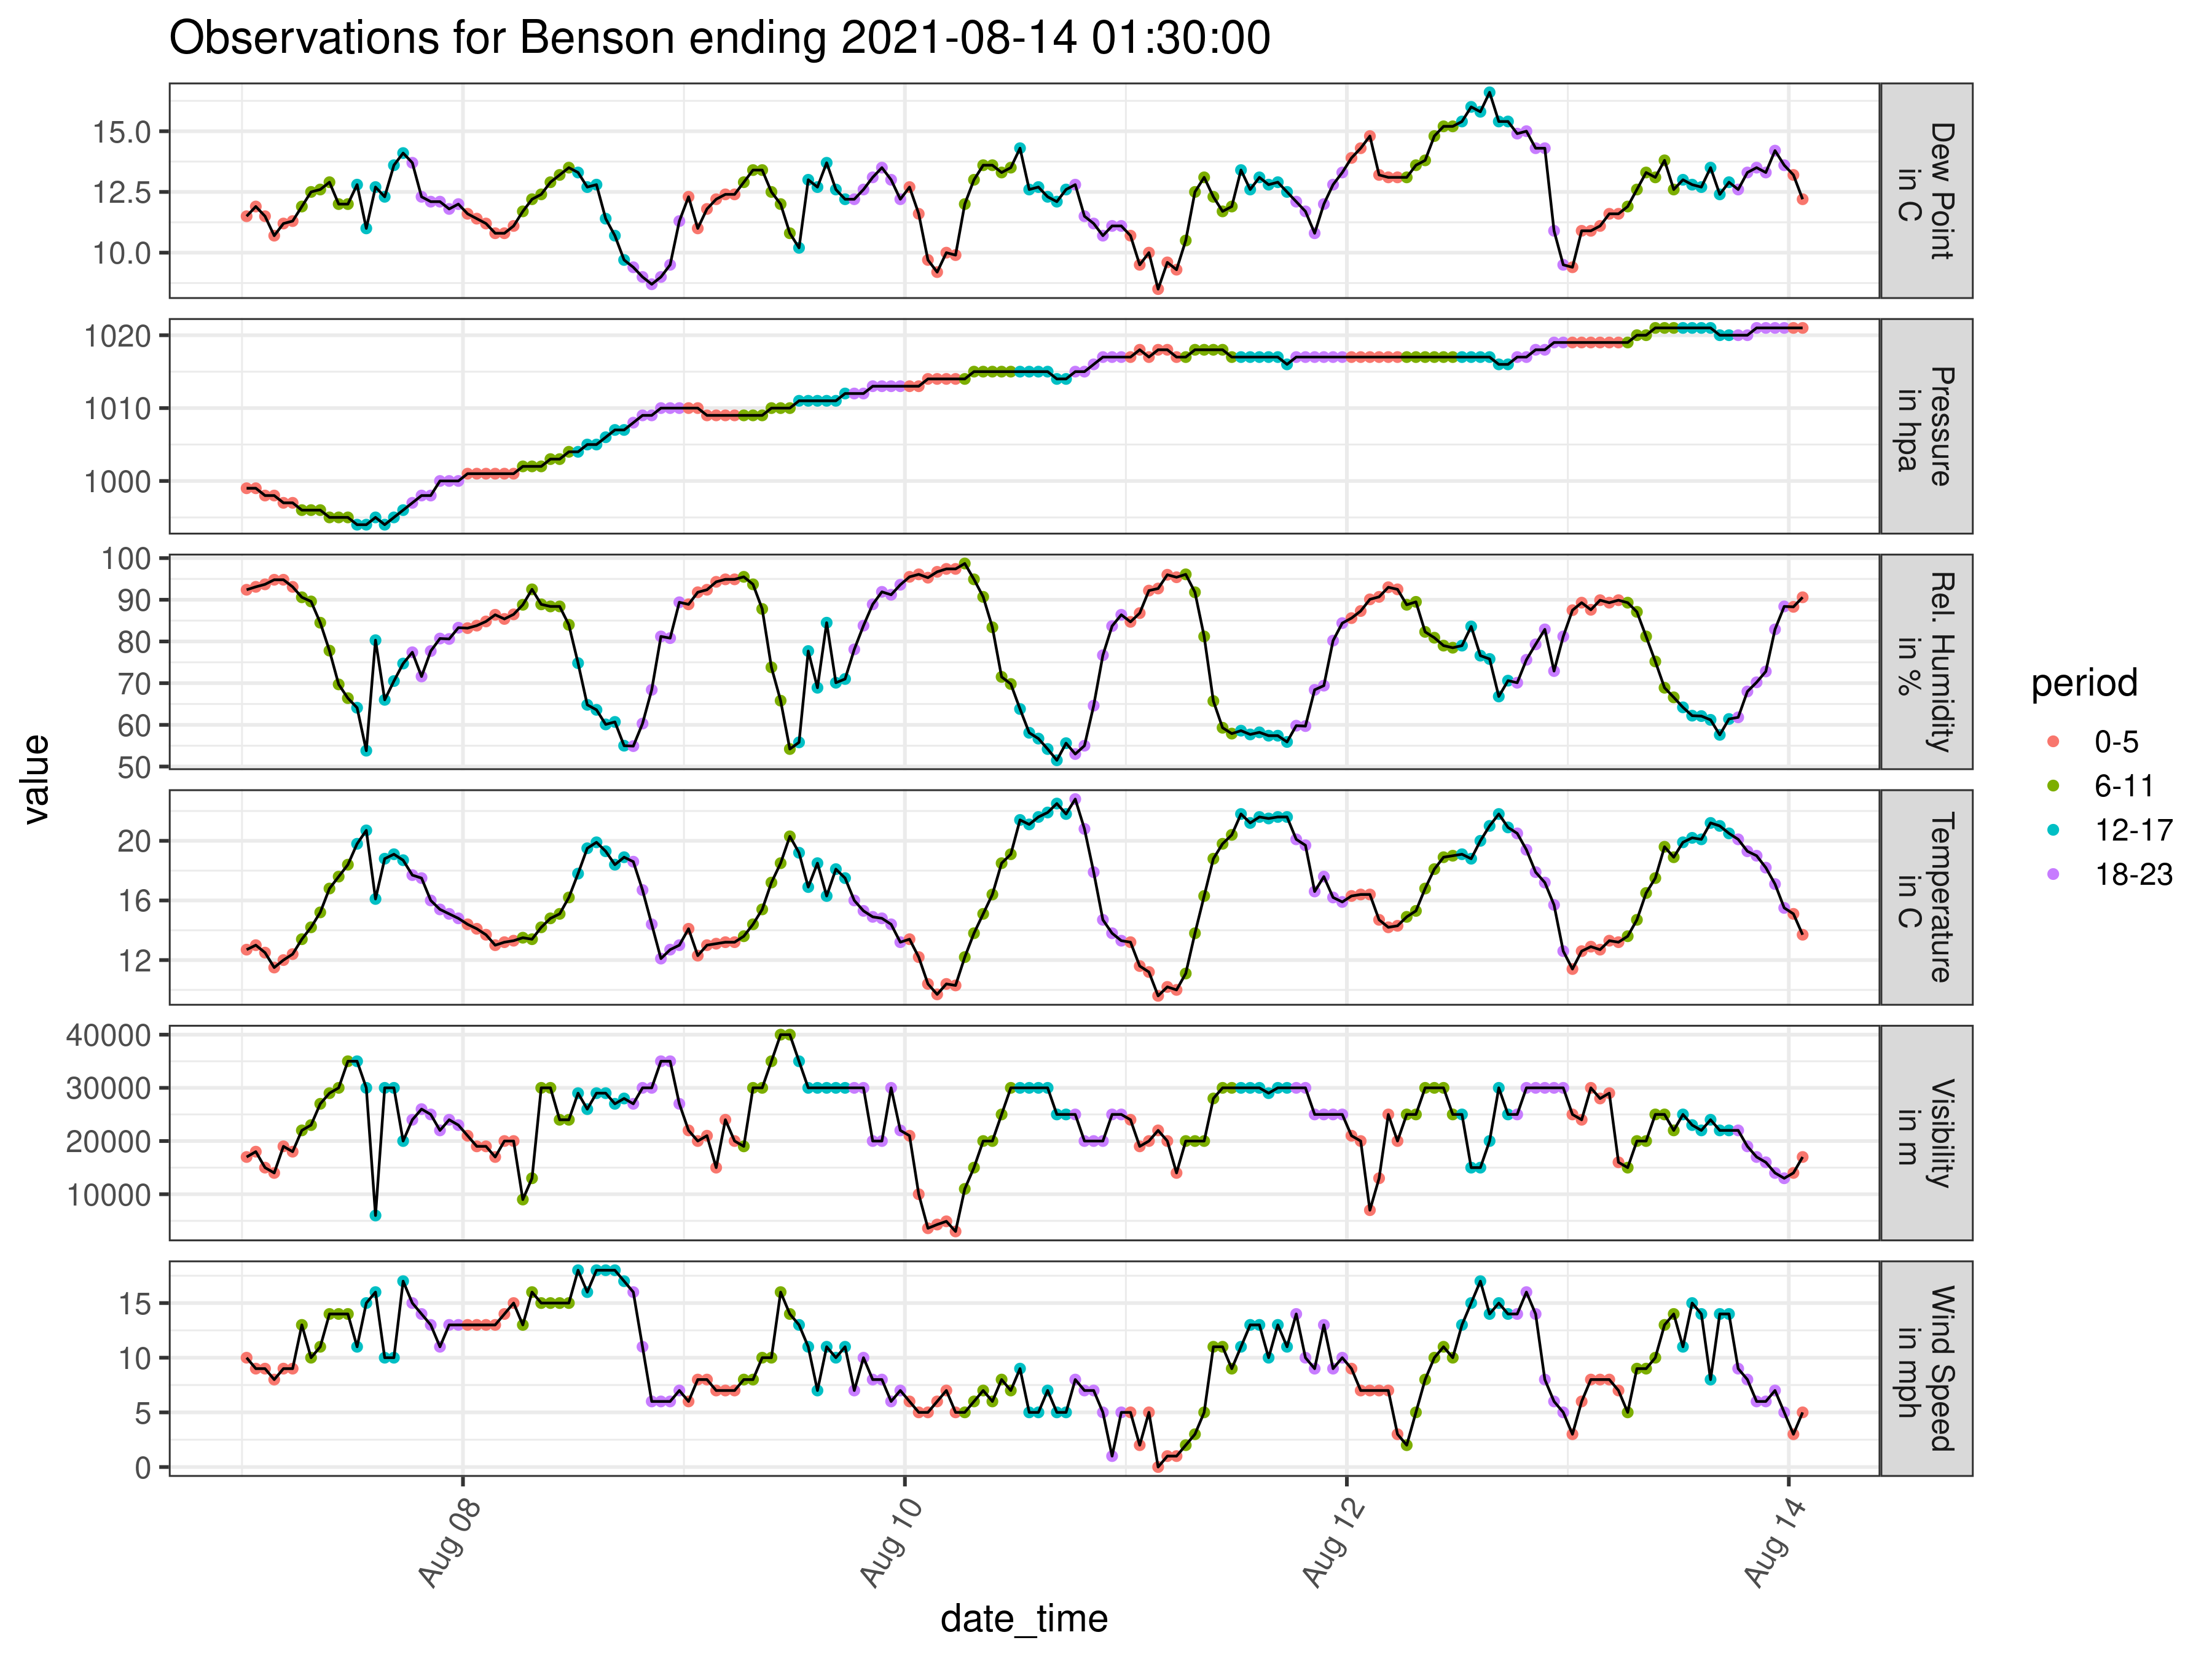 Observations for Benson ending 2021-08-14 01:30:00
value
15.0
12.5
10.0
Dew Point
in C
1020
1010
1000
Pressure
in hpa
100
90
80
70
60
50
Rel. Humidity
in %
20
16
12
Temperature
in C
40000
30000
20000
10000
Visibility
in m
15
10
5
0
Wind Speed
in mph
Aug 08
Aug 10
Aug 12
Aug 14
date_time
period
0-5
6-11
12-17
18-23